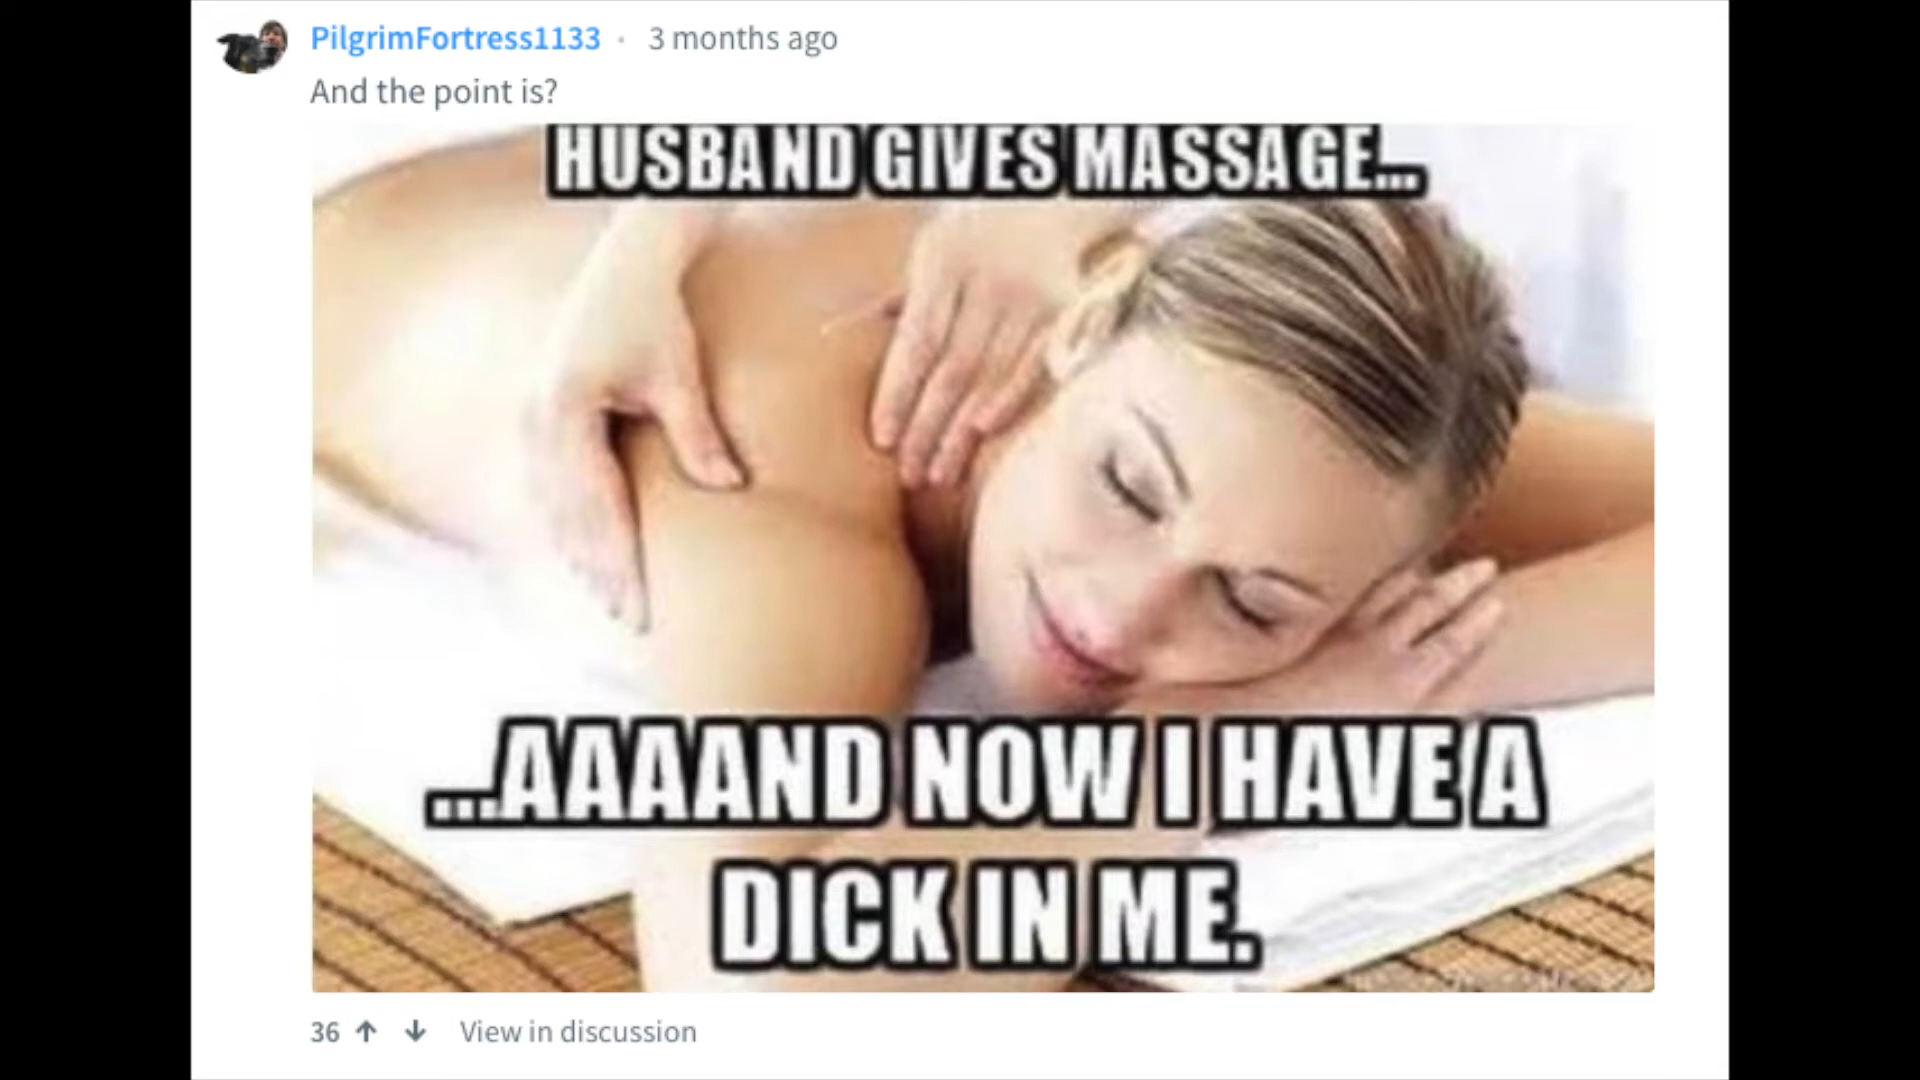 PilgrimFortress1133 · 3 months ago
And the point is?
HUSBAND GIVES MASSAGE...
...AAAAND NOW I HAVE A
DICK IN ME.
36 View in discussion